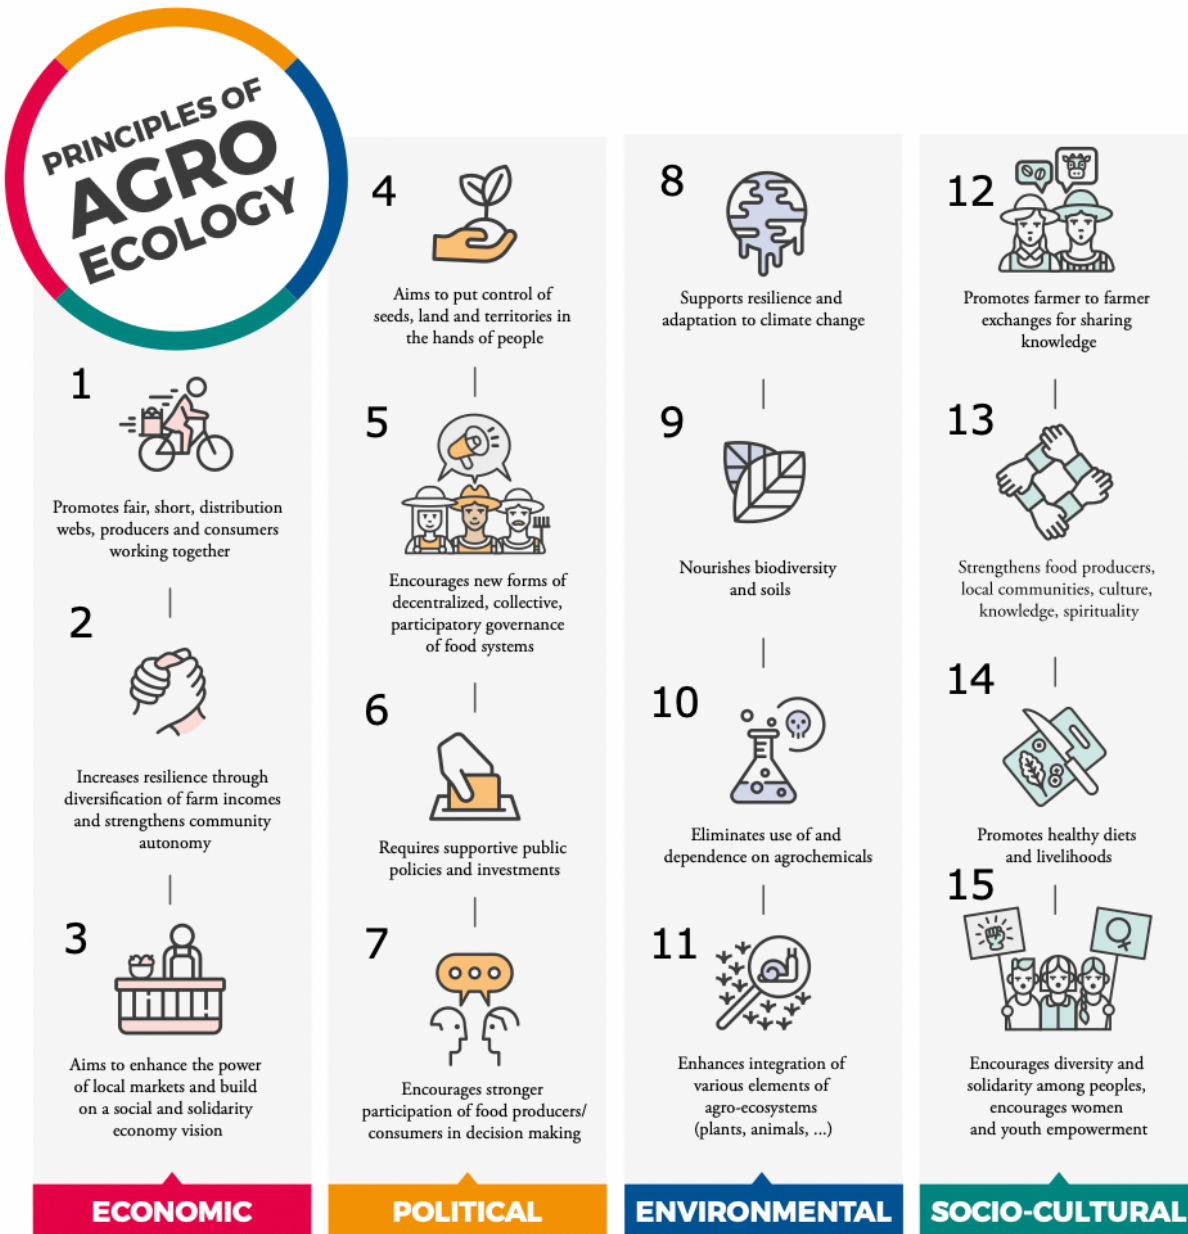 PRINCIPLES OF
AGRO
ECOLOGY
1
Promotes fair, short, distribution
webs, producers and consumers
working together
2
Increases resilience through
diversification of farm incomes
and strengthens community
autonomy
3
Aims to enhance the power
of local markets and build
on a social and solidarity
economy vision
ECONOMIC
4
Aims to put control of
seeds, land and territories in
the hands of people
5
Encourages new forms of
decentralized, collective,
participatory governance
of food systems
6
Requires supportive public
policies and investments
7
Encourages stronger
participation of food producers/
consumers in decision making
POLITICAL
8
Supports resilience and
adaptation to climate change
9
Nourishes biodiversity
and soils
10
Eliminates use of and
dependence on agrochemicals
11
Enhances integration of
various elements of
agro-ecosystems
(plants, animals, ...)
ENVIRONMENTAL
12
Promotes farmer to farmer
exchanges for sharing
knowledge
13
Strengthens food producers,
local communities, culture,
knowledge, spirituality
14
Promotes healthy diets
and livelihoods
15
Encourages diversity and
solidarity among peoples,
encourages women
and youth empowerment
SOCIO-CULTURAL